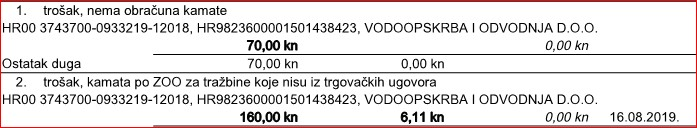 1. trošak, nema obračuna kamate
HR00 3743700-0933219-12018, HR9823600001501438423, VODOOPSKRBA I ODVODNJA D.O.O.
70,00 kn 0,00 kn
Ostatak duga 70,00 kn 0,00 kn
2. trošak, kamata po ZOO za tražbine koje nisu iz trgovačkih ugovora
HR00 3743700-0933219-12018, HR9823600001501438423, VODOOPSKRBA I ODVODNJA D.O.O.
160,00 kn 6,11 kn 0,00 kn 16.08.2019.